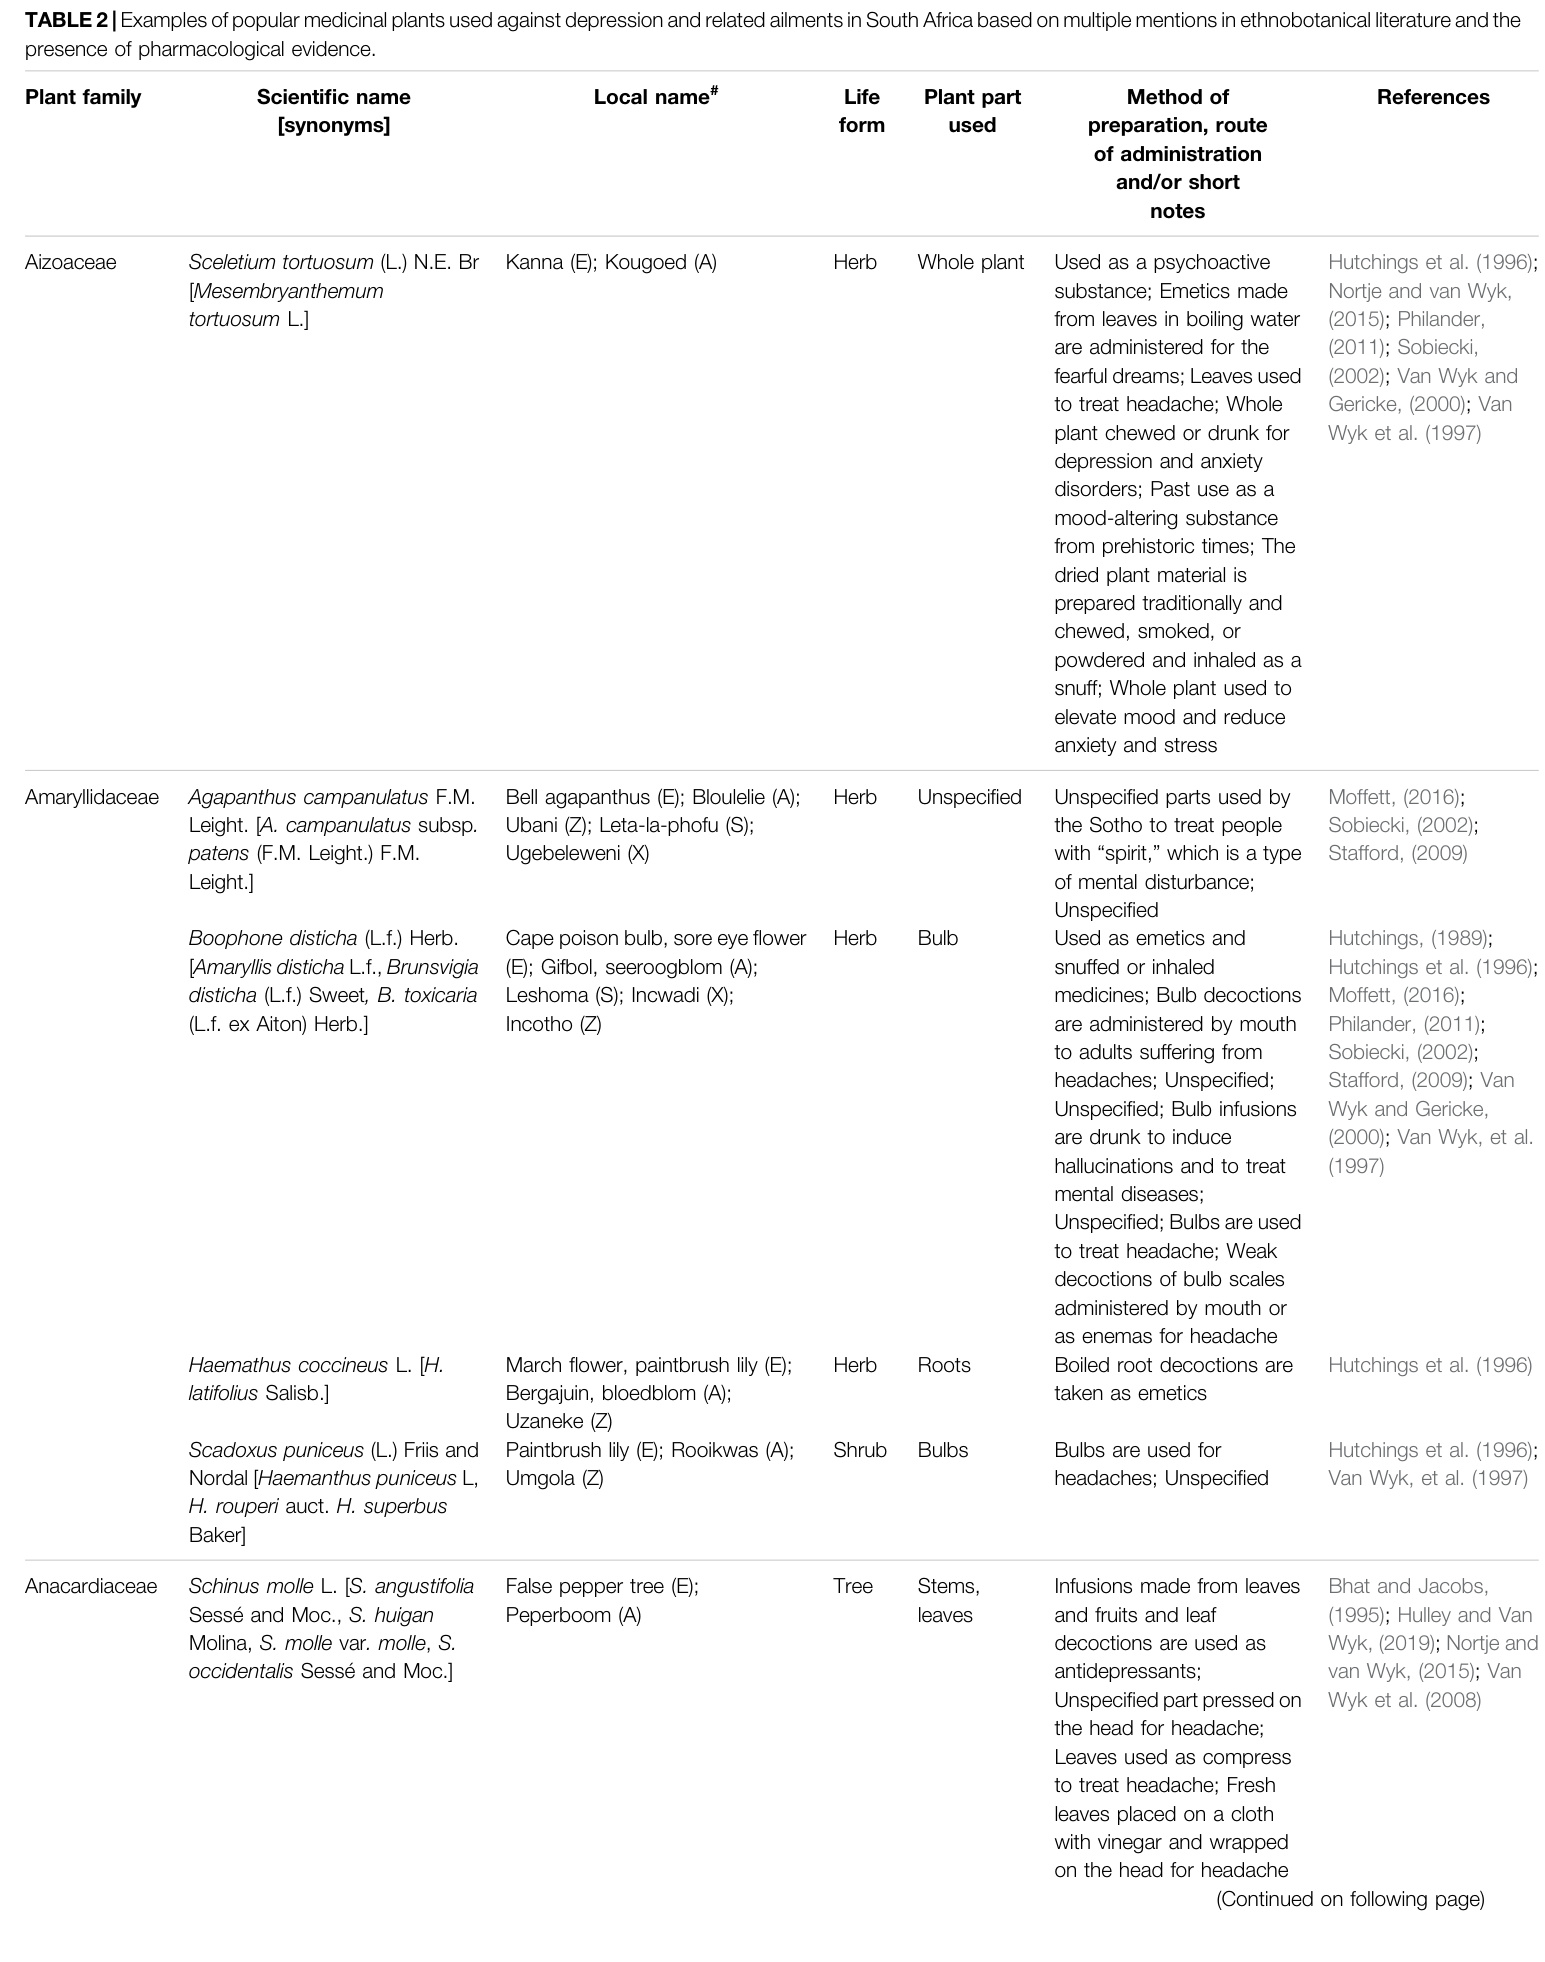 TABLE 2 | Examples of popular medicinal plants used against depression and related ailments in South Africa based on multiple mentions in ethnobotanical literature and the
presence of pharmacological evidence.
Plant family
Scientific name
[synonyms]
Local name#
Life
form
Plant part
used
Method of
preparation, route
of administration
and/or short
notes
References
Aizoaceae
Sceletium tortuosum (L.) N.E. Br
[Mesembryanthemum
tortuosum L.]
Kanna (E); Kougoed (A)
Herb
Whole plant
Used as a psychoactive
substance; Emetics made
from leaves in boiling water
are administered for the
fearful dreams; Leaves used
to treat headache; Whole
plant chewed or drunk for
depression and anxiety
disorders; Past use as a
mood-altering substance
from prehistoric times; The
dried plant material is
prepared traditionally and
chewed, smoked, or
powdered and inhaled as a
snuff; Whole plant used to
elevate mood and reduce
anxiety and stress
Hutchings et al. (1996);
Nortje and van Wyk,
(2015); Philander,
(2011); Sobiecki,
(2002); Van Wyk and
Gericke, (2000); Van
Wyk et al. (1997)
Amaryllidaceae
Agapanthus campanulatus F.M.
Leight. [A. campanulatus subsp.
patens (F.M. Leight.) F.M.
Leight.]
Bell agapanthus (E); Bloulelie (A);
Ubani (Z); Leta-la-phofu (S);
Ugebeleweni (X)
Herb
Unspecified
Unspecified parts used by
the Sotho to treat people
with “spirit,” which is a type
of mental disturbance;
Unspecified
Moffett, (2016);
Sobiecki, (2002);
Stafford, (2009)
Boophone disticha (L.f.) Herb.
[Amaryllis disticha L.f., Brunsvigia
disticha (L.f.) Sweet, B. toxicaria
(L.f. ex Aiton) Herb.]
Cape poison bulb, sore eye flower
(E); Gifbol, seeroogblom (A);
Leshoma (S); Incwadi (X);
Incotho (Z)
Herb
Bulb
Used as emetics and
snuffed or inhaled
medicines; Bulb decoctions
are administered by mouth
to adults suffering from
headaches; Unspecified;
Unspecified; Bulb infusions
are drunk to induce
hallucinations and to treat
mental diseases;
Unspecified; Bulbs are used
to treat headache; Weak
decoctions of bulb scales
administered by mouth or
as enemas for headache
Hutchings, (1989);
Hutchings et al. (1996);
Moffett, (2016);
Philander, (2011);
Sobiecki, (2002);
Stafford, (2009); Van
Wyk and Gericke,
(2000); Van Wyk, et al.
(1997)
Haemathus coccineus L. [H.
latifolius Salisb.]
March flower, paintbrush lily (E);
Bergajuin, bloedblom (A);
Uzaneke (Z)
Herb
Roots
Boiled root decoctions are
taken as emetics
Hutchings et al. (1996)
Scadoxus puniceus (L.) Friis and
Nordal [Haemanthus puniceus L,
H. rouperi auct. H. superbus
Baker]
Paintbrush lily (E); Rooikwas (A);
Umgola (Z)
Shrub
Bulbs
Bulbs are used for
headaches; Unspecified
Hutchings et al. (1996);
Van Wyk, et al. (1997)
Anacardiaceae
Schinus molle L. [S. angustifolia
Sessé and Moc., S. huigan
Molina, S. molle var. molle, S.
occidentalis Sessé and Moc.]
False pepper tree (E);
Peperboom (A)
Tree
Stems,
leaves
Infusions made from leaves
and fruits and leaf
decoctions are used as
antidepressants;
Unspecified part pressed on
the head for headache;
Leaves used as compress
to treat headache; Fresh
leaves placed on a cloth
with vinegar and wrapped
on the head for headache
Bhat and Jacobs,
(1995); Hulley and Van
Wyk, (2019); Nortje and
van Wyk, (2015); Van
Wyk et al. (2008)
(Continued on following page)